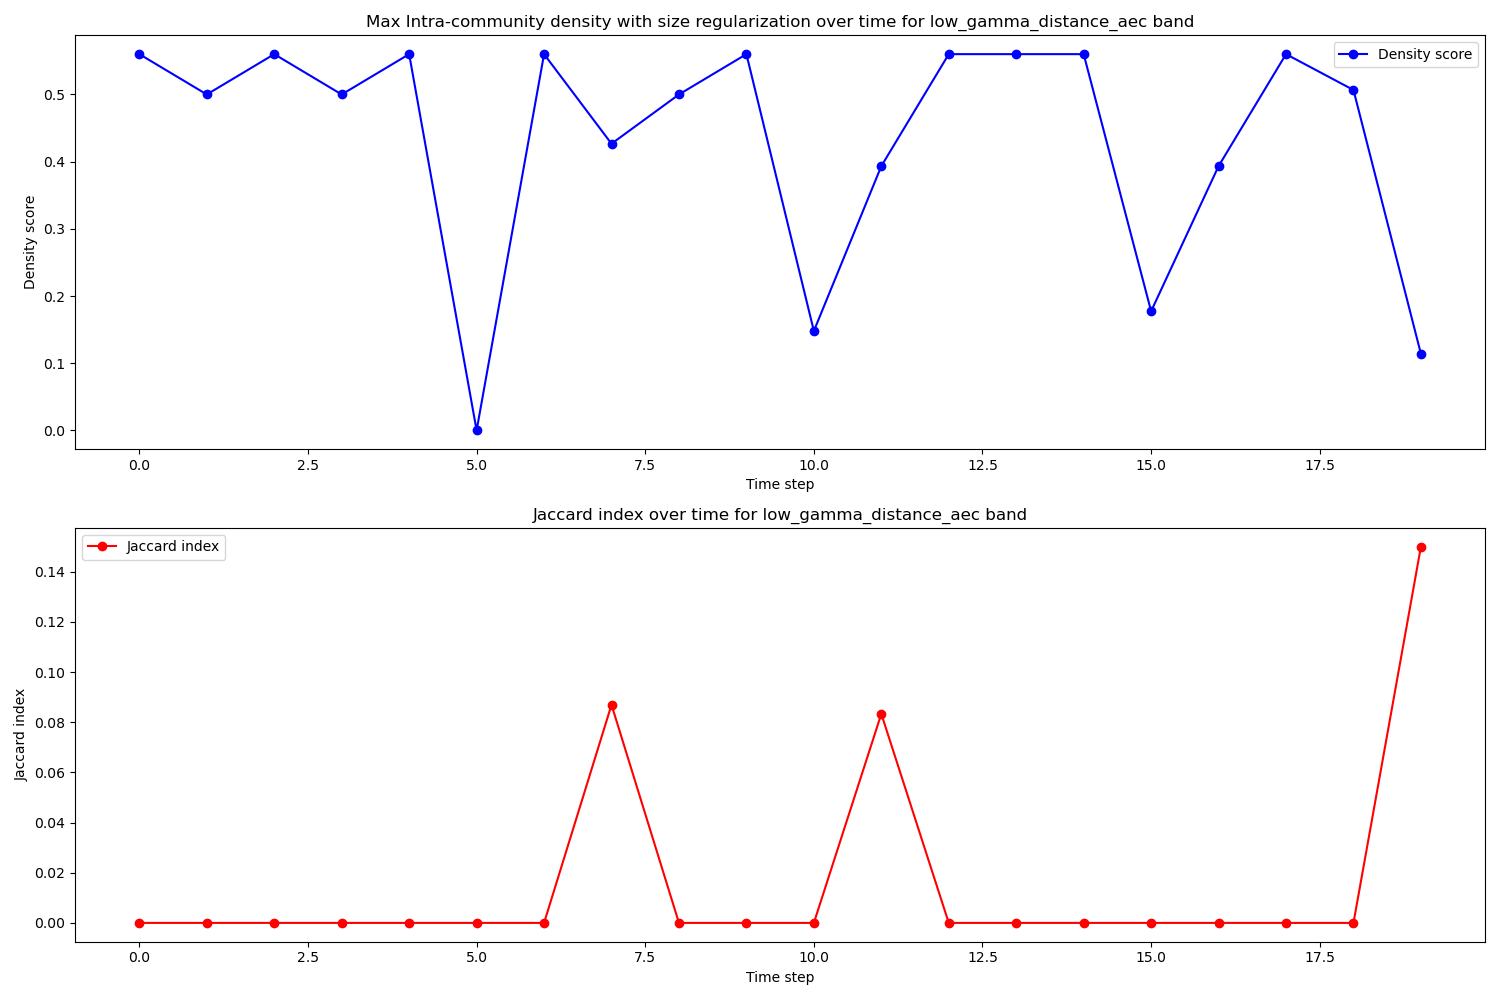 Max Intra-community density with size regularization over time for low_gamma_distance_aec band
Density score
0.5
0.4
0.3
0.2
0.1
0.0
Density score
0.0 2.5 5.0 7.5 10.0 12.5 15.0 17.5
Time step
Jaccard index over time for low_gamma_distance_aec band
Jaccard index
0.14
0.12
0.10
0.08
0.06
0.04
0.02
0.00
Jaccard index
0.0 2.5 5.0 7.5 10.0 12.5 15.0 17.5
Time step